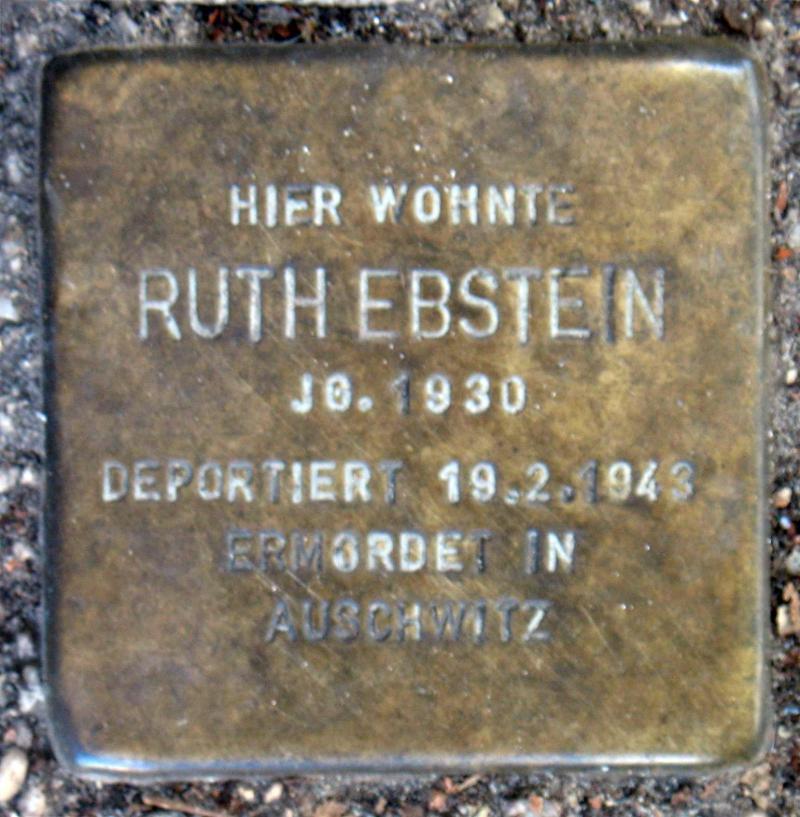 HIER WOHNTE
RUTH EBSTEIN
JG. 1930
DEPORTIERT 19.2.1943
ERMORDET IN
AUSCHWITZ